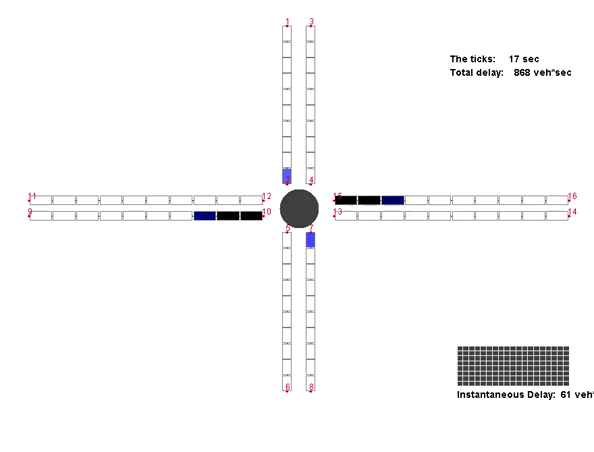 1 3
The ticks: 17 sec
Total delay: 868 veh*sec
2 4
11 12 15 16
9 10 13 14
5 7
Instantaneous Delay: 61 veh*
6 8